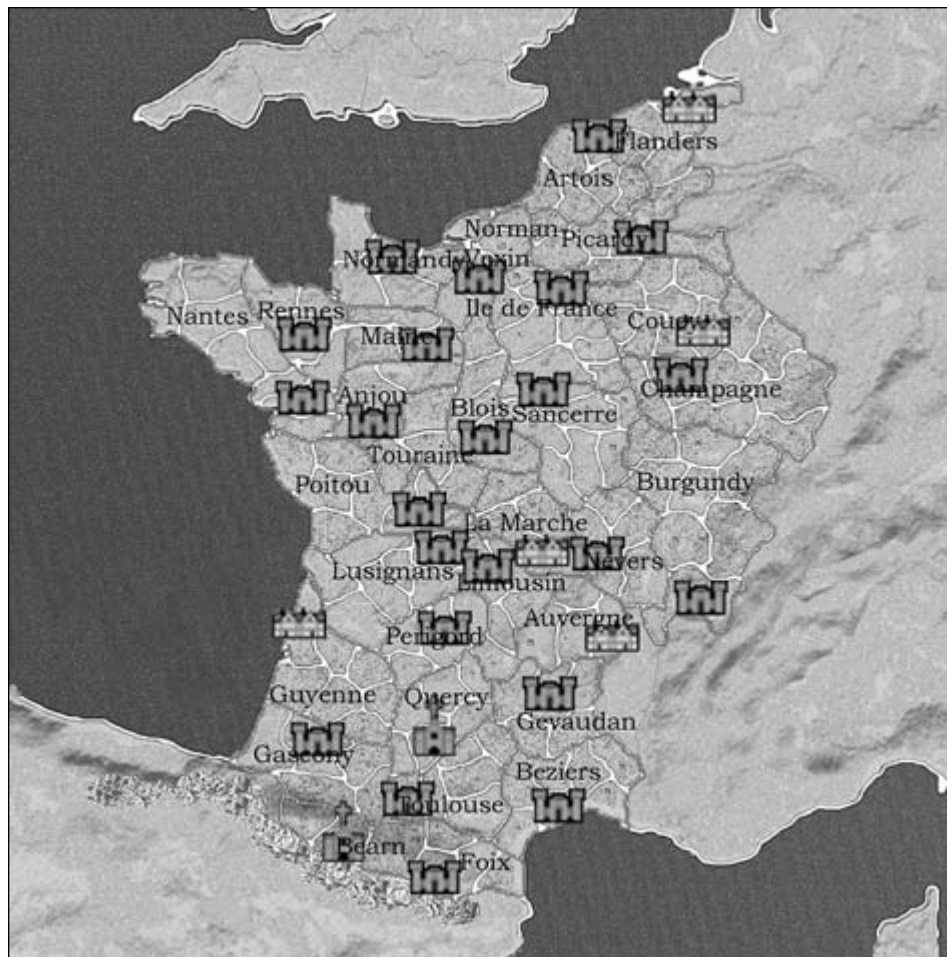 Flanders
Artois
Norman
Picardy
Normandy
Vexin
Ile de France
Nantes
Rennes
Maine
Coucy
Anjou
Blois
Sancerre
Champagne
Touraine
Poitou
Burgundy
La Marche
Lusignans
Limousin
Nevers
Perigord
Auvergne
Guyenne
Quercy
Gevaudan
Gascony
Beziers
Toulouse
Bearn
Foix